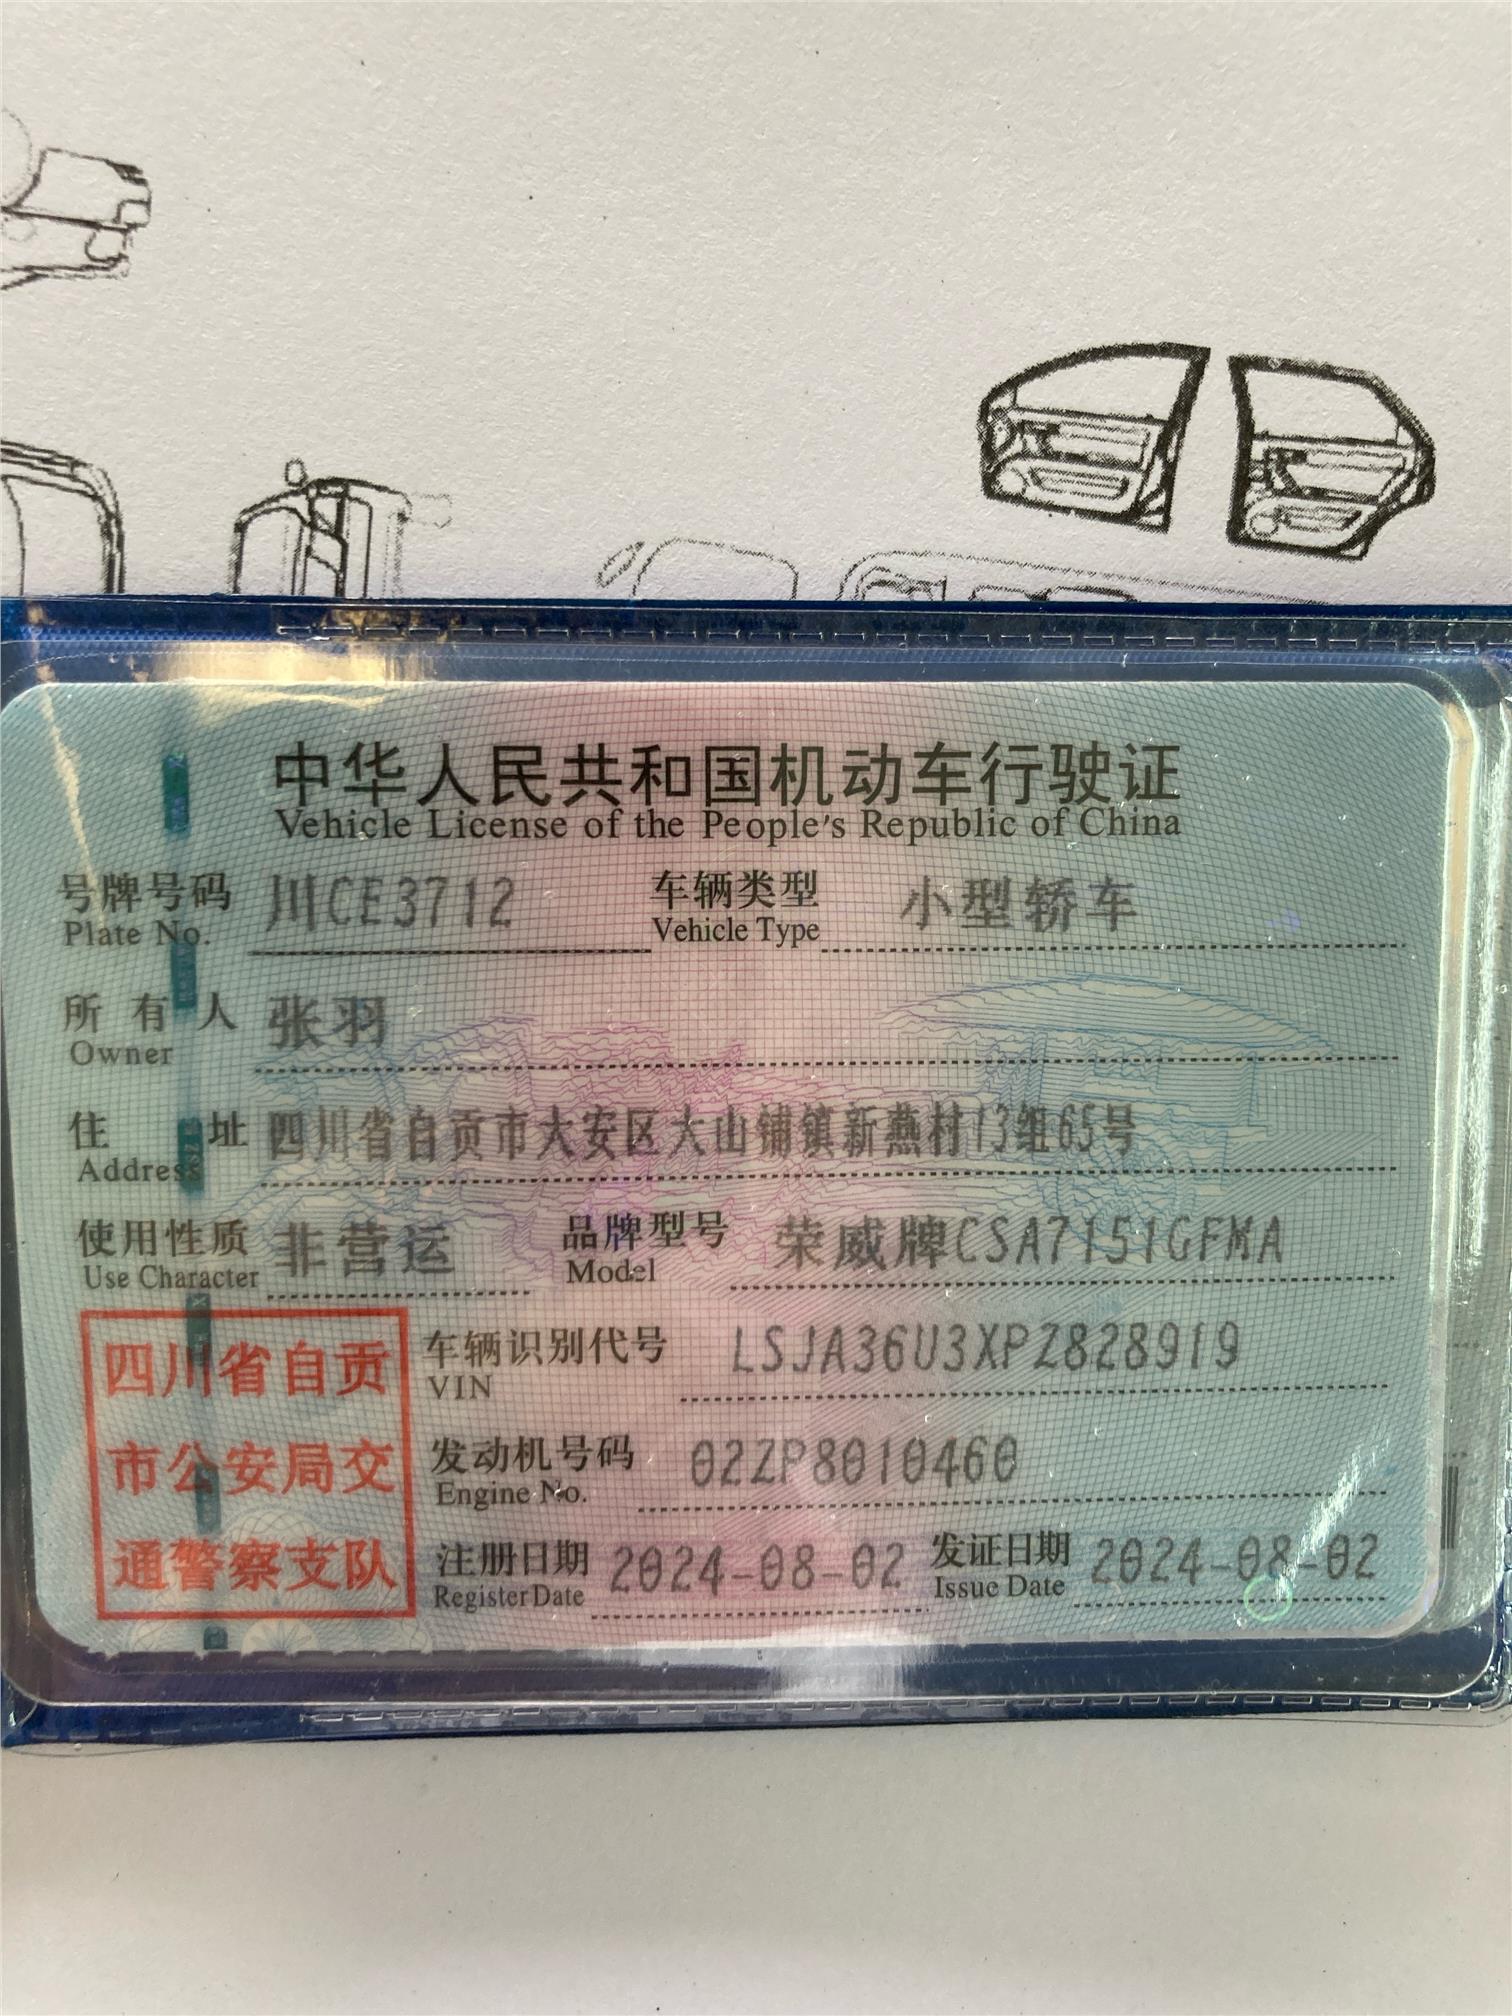 中华人民共和国机动车行驶证
Vehicle License of the People's Republic of China
号牌号码 川CE3712 车辆类型 小型轿车
Plate No. Vehicle Type
所有人 张羽
Owner
住址 四川省自贡市大安区大山铺镇新燕村13组65号
Address
使用性质 非营运 品牌型号 荣威牌CSA7151GFMA
Use Character Model
车辆识别代号 LSJA36U3XPZ828919
VIN
发动机号码 02ZP8010460
Engine No.
注册日期 2024-08-02 发证日期 2024-08-02
Register Date Issue Date
四川省自贡
市公安局交
通警察支队